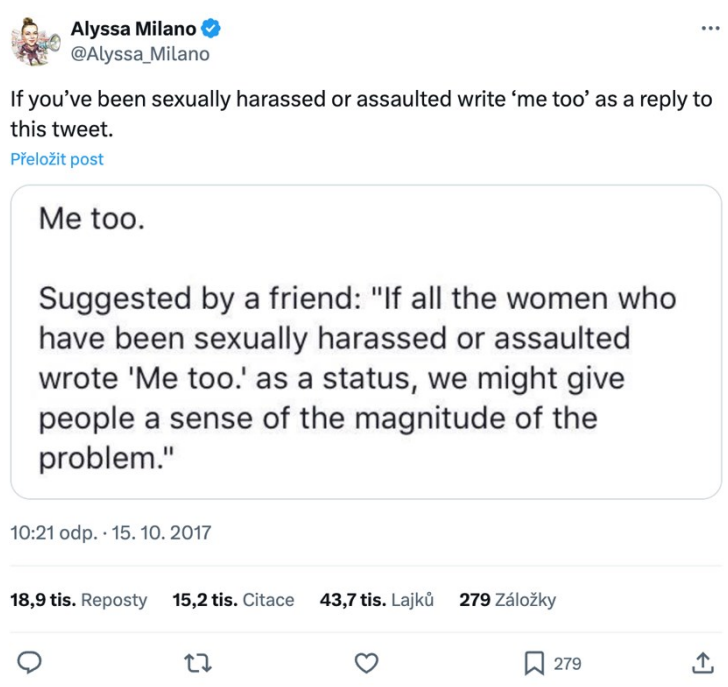 Alyssa Milano
@Alyssa_Milano
If you’ve been sexually harassed or assaulted write ‘me too’ as a reply to
this tweet.
Přeložit post
Me too.
Suggested by a friend: "If all the women who
have been sexually harassed or assaulted
wrote 'Me too.' as a status, we might give
people a sense of the magnitude of the
problem."
10:21 odp. · 15. 10. 2017
18,9 tis. Reposty 15,2 tis. Citace 43,7 tis. Lajků 279 Záložky
279